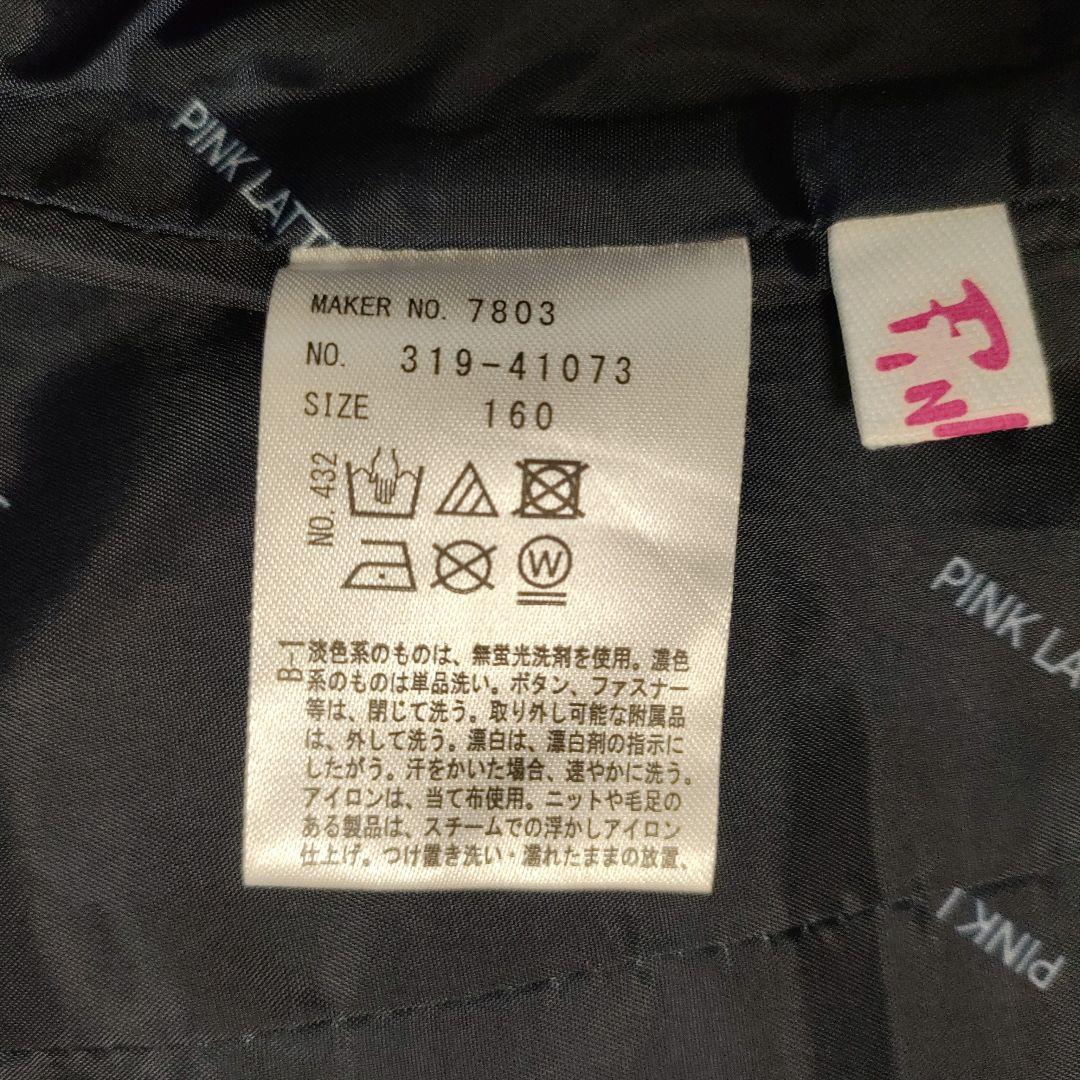 PINK LATT
MAKER NO. 7803
NO. 319-41073
SIZE 160
NO. 432
W
B-1
淡色系のものは、無蛍光洗剤を使用。濃色
系のものは単品洗い。ボタン、ファスナー
等は、閉じて洗う。取り外し可能な附属品
は、外して洗う。漂白は、漂白剤の指示に
したがう。汗をかいた場合、速やかに洗う。
アイロンは、当て布使用。ニットや毛足の
ある製品は、スチームでの浮かしアイロン
仕上げ。つけ置き洗い・濡れたままの放置、
PINK LA
PINK